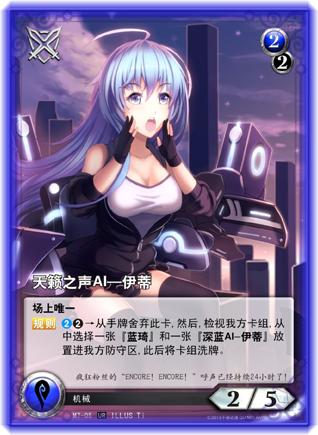 2
2
天籁之声AI—伊蒂
场上唯一
规则 2 2→从手牌舍弃此卡,然后,检视我方卡组,从
中选择一张『蓝琦』和一张『深蓝AI-伊蒂』放
置进我方防守区,此后将卡组洗牌。
疯狂粉丝的"ENCORE! ENCORE!"呼声已经持续24小时了!
机械
2 / 5
UR ILLUS